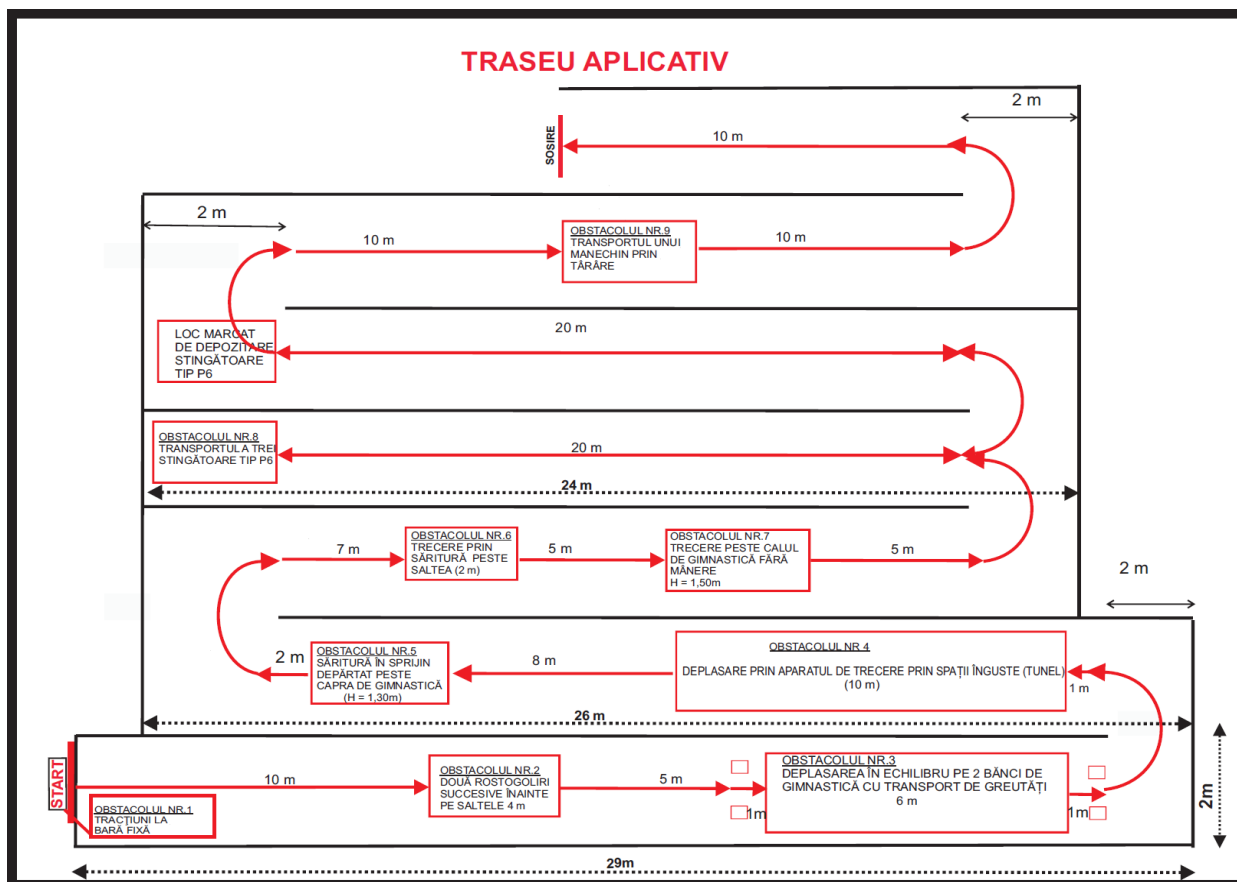 TRASEU APLICATIV
2 m
SOSIRE
10 m
2 m
10 m
OBSTACOLUL NR.9
TRANSPORTUL UNUI
MANECHIN PRIN
TÂRÂRE
10 m
LOC MARCAT
DE DEPOZITARE
STINGĂTOARE
TIP P6
20 m
OBSTACOLUL NR.8
TRANSPORTUL A TREI
STINGĂTOARE TIP P6
20 m
24 m
7 m
OBSTACOLUL NR.6
TRECERE PRIN
SĂRITURĂ PESTE
SALTEA (2 m)
5 m
OBSTACOLUL NR.7
TRECERE PESTE CALUL
DE GIMNASTICĂ FĂRĂ
MÂNERE
H = 1,50m
5 m
2 m
2 m
OBSTACOLUL NR.5
SĂRITURĂ ÎN SPRIJIN
DEPĂRTAT PESTE
CAPRA DE GIMNASTICĂ
(H = 1,30m)
8 m
OBSTACOLUL NR.4
DEPLASARE PRIN APARATUL DE TRECERE PRIN SPAȚII ÎNGUSTE (TUNEL)
(10 m)
1 m
26 m
START
10 m
OBSTACOLUL NR.1
TRACȚIUNI LA
BARĂ FIXĂ
OBSTACOLUL NR.2
DOUĂ ROSTOGOLIRI
SUCCESIVE ÎNAINTE
PE SALTELE 4 m
5 m
1m
OBSTACOLUL NR.3
DEPLASAREA ÎN ECHILIBRU PE 2 BĂNCI DE
GIMNASTICĂ CU TRANSPORT DE GREUTĂȚI
6 m
1m
2m
29m